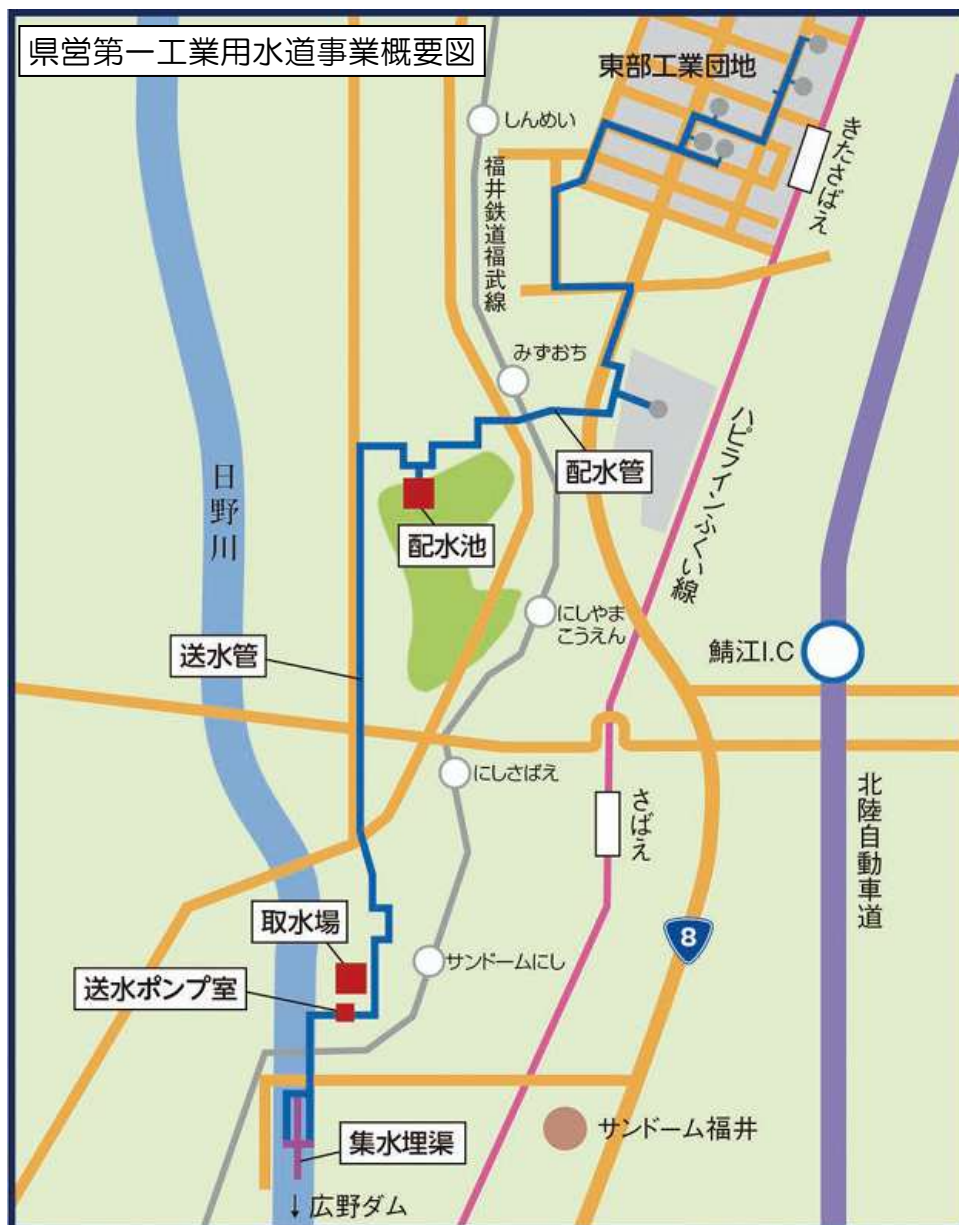 県営第一工業用水道事業概要図
東部工業団地
しんめい
きたさばえ
福井鉄道福武線
みずおち
配水管
ハピラインふくい線
日野川
配水池
にしやま
こうえん
送水管
鯖江I.C
にしさばえ
さばえ
北陸自動車道
取水場
8
サンドームにし
送水ポンプ室
サンドーム福井
集水埋渠
↓広野ダム